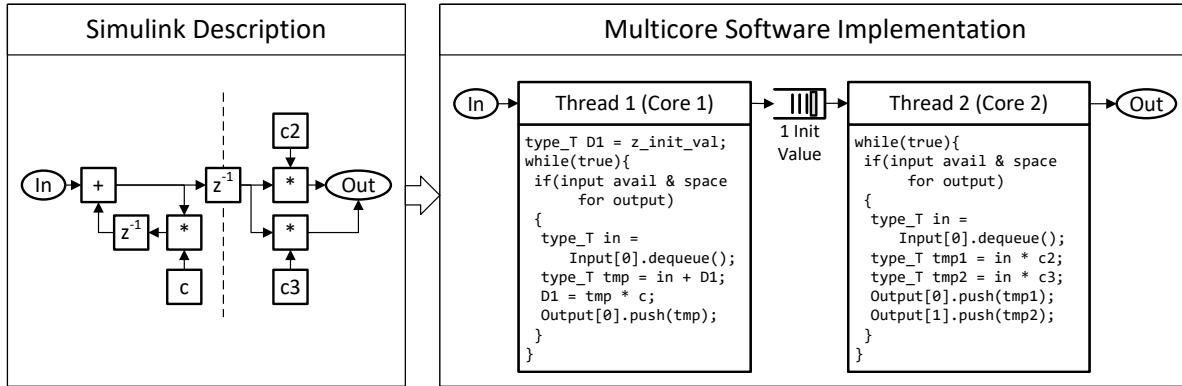 Simulink Description
Multicore Software Implementation
c2
In
+
z-1
*
Out
z-1
*
*
c
c3
In
Thread 1 (Core 1)
1 Init
Value
Thread 2 (Core 2)
Out
type_T D1 = z_init_val;
while(true){
if(input avail & space
for output)
{
type_T in =
Input[0].dequeue();
type_T tmp = in + D1;
D1 = tmp * c;
Output[0].push(tmp);
}
}
while(true){
if(input avail & space
for output)
{
type_T in =
Input[0].dequeue();
type_T tmp1 = in * c2;
type_T tmp2 = in * c3;
Output[0].push(tmp1);
Output[1].push(tmp2);
}
}